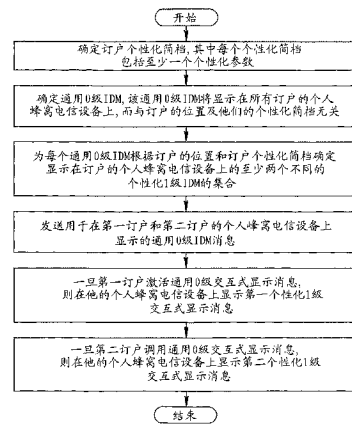 开始
确定订户个性化简档,其中每个个性化简档
包括至少一个个性化参数
确定通用0级IDM,该通用0级IDM将显示在所有订户的个人
蜂窝电信设备上,而与订户的位置及他们的个性化简档无关
为每个通用0级IDM根据订户的位置和订户个性化简档确定
显示在订户的个人蜂窝电信设备上的至少两个不同的
个性化1级IDM的集合
发送用于在第一订户和第二订户的个人蜂窝电信设备上
显示的通用0级IDM消息
一旦第一订户激活通用0级交互式显示消息,
则在他的个人蜂窝电信设备上显示第一个性化1级
交互式显示消息
一旦第二订户调用通用0级交互式显示消息,
则在他的个人蜂窝电信设备上显示第二个性化1级
交互式显示消息
结束